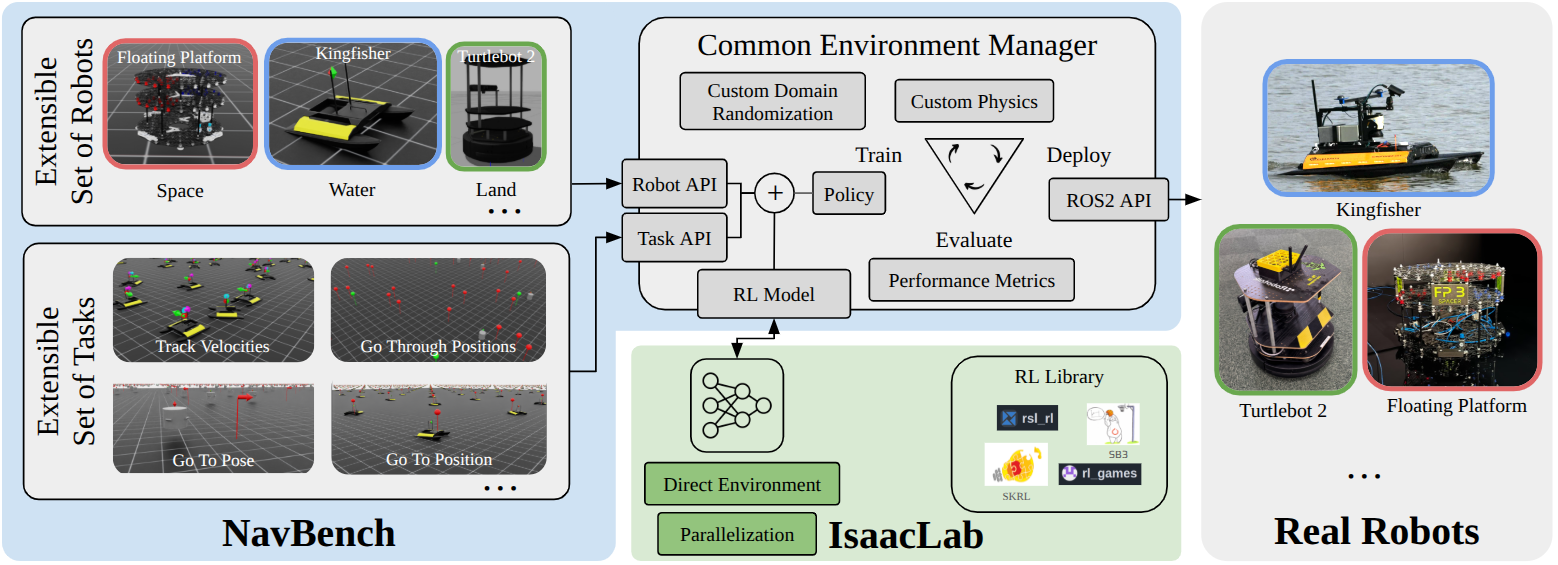 Extensible
Set of Robots
Floating Platform
Kingfisher
Turtlebot 2
Space
Water
Land
...
Extensible
Set of Tasks
Track Velocities
Go Through Positions
Go To Pose
Go To Position
...
NavBench
Common Environment Manager
Custom Domain
Randomization
Custom Physics
Train
Deploy
Evaluate
Robot API
Task API
+
Policy
ROS2 API
RL Model
Performance Metrics
RL Library
rsl_rl
SB3
SKRL
rl_games
Direct Environment
Parallelization
IsaacLab
Kingfisher
Turtlebot 2
FP 3
SPACER
Floating Platform
...
Real Robots